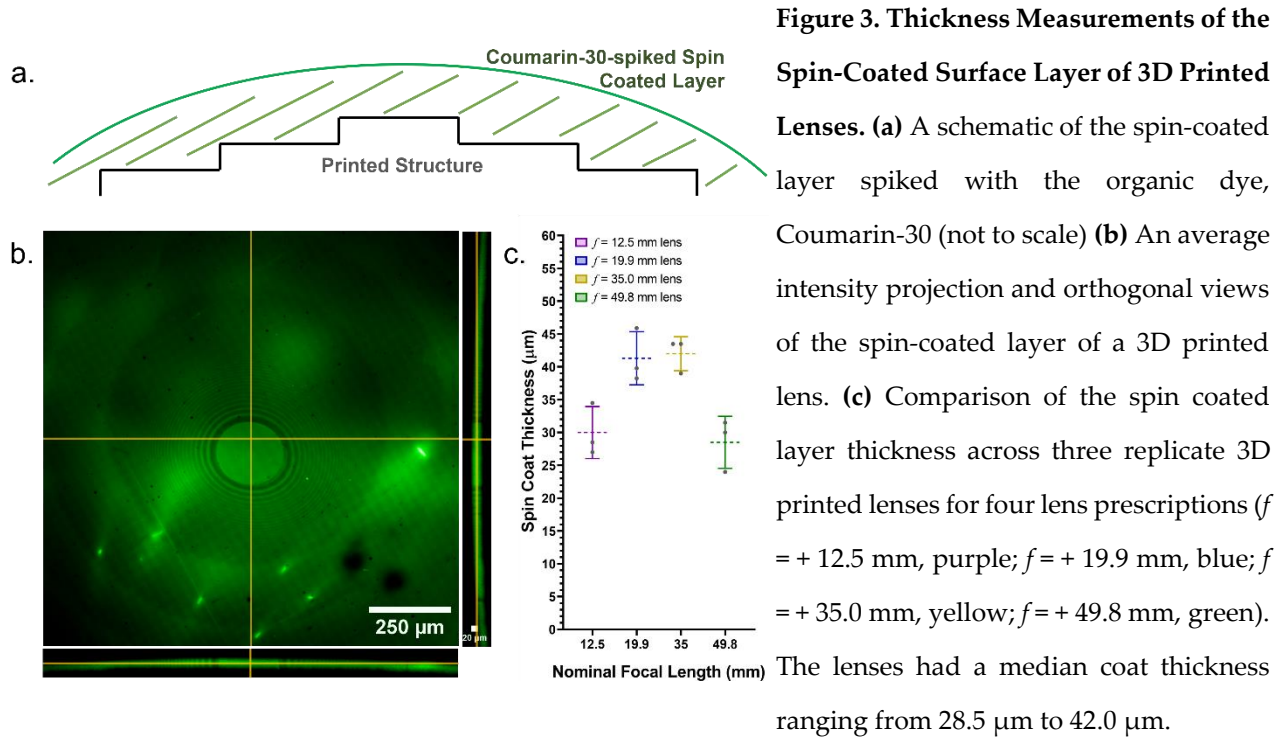 a.
Coumarin-30-spiked Spin
Coated Layer
Printed Structure
b.
250 µm
20 µm
c.
f = 12.5 mm lens
f = 19.9 mm lens
f = 35.0 mm lens
f = 49.8 mm lens
Spin Coat Thickness (µm)
60
55
50
45
40
35
30
25
20
15
10
5
0
12.5 19.9 35 49.8
Nominal Focal Length (mm)
Figure 3. Thickness Measurements of the
Spin-Coated Surface Layer of 3D Printed
Lenses. (a) A schematic of the spin-coated
layer spiked with the organic dye,
Coumarin-30 (not to scale) (b) An average
intensity projection and orthogonal views
of the spin-coated layer of a 3D printed
lens. (c) Comparison of the spin coated
layer thickness across three replicate 3D
printed lenses for four lens prescriptions (f
= + 12.5 mm, purple; f = + 19.9 mm, blue; f
= + 35.0 mm, yellow; f = + 49.8 mm, green).
The lenses had a median coat thickness
ranging from 28.5 µm to 42.0 µm.